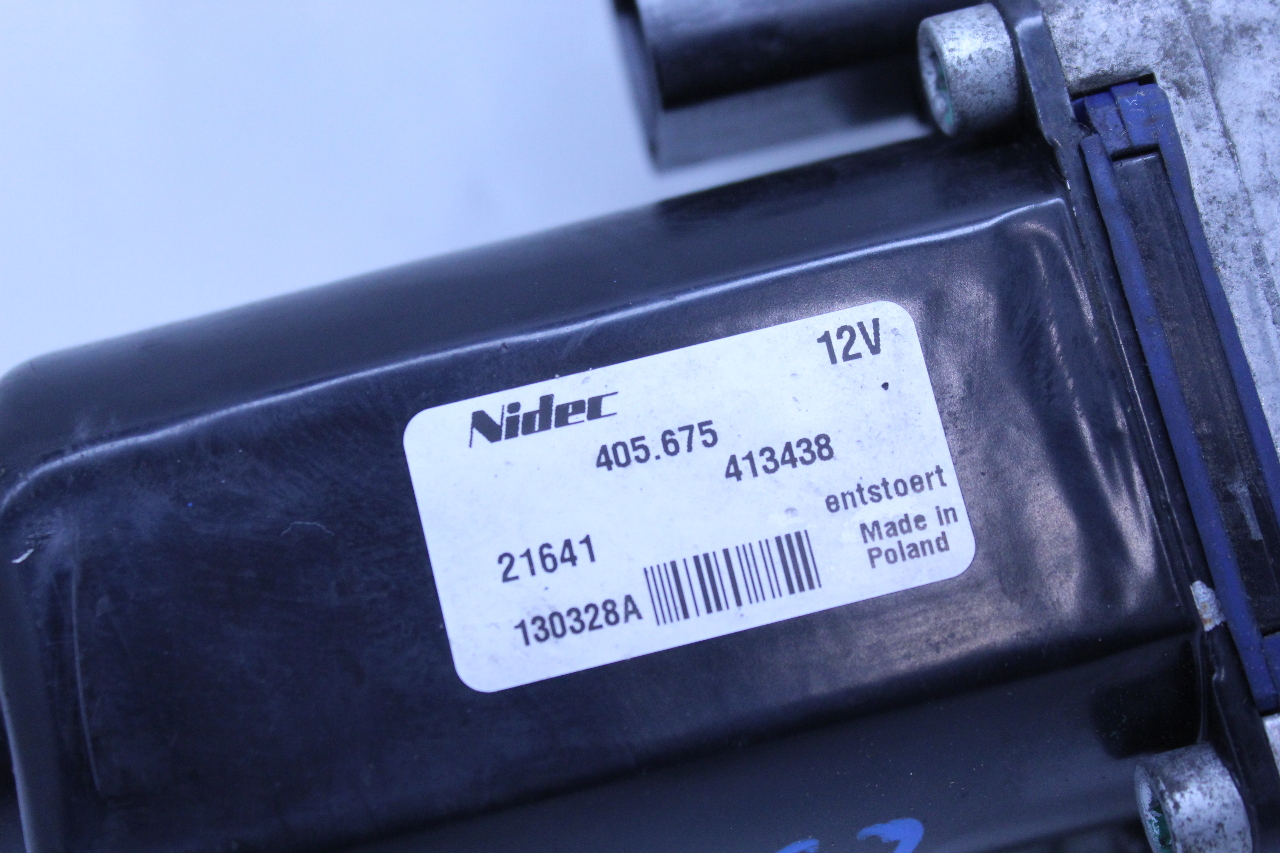 Nidec
12V
405.675
413438
entstoert
21641
Made in
Poland
130328A